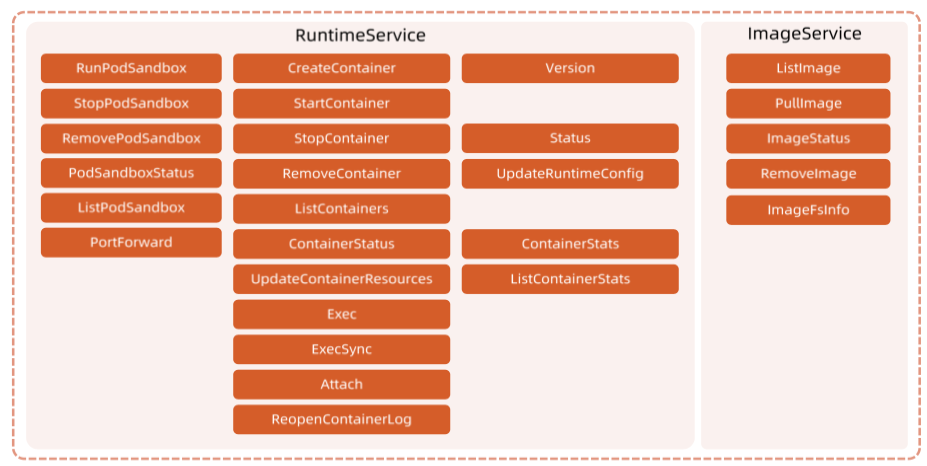 RuntimeService
RunPodSandbox
StopPodSandbox
RemovePodSandbox
PodSandboxStatus
ListPodSandbox
PortForward
CreateContainer
StartContainer
StopContainer
RemoveContainer
ListContainers
ContainerStatus
UpdateContainerResources
Exec
ExecSync
Attach
ReopenContainerLog
Version
Status
UpdateRuntimeConfig
ContainerStats
ListContainerStats
ImageService
ListImage
PullImage
ImageStatus
RemoveImage
ImageFsInfo